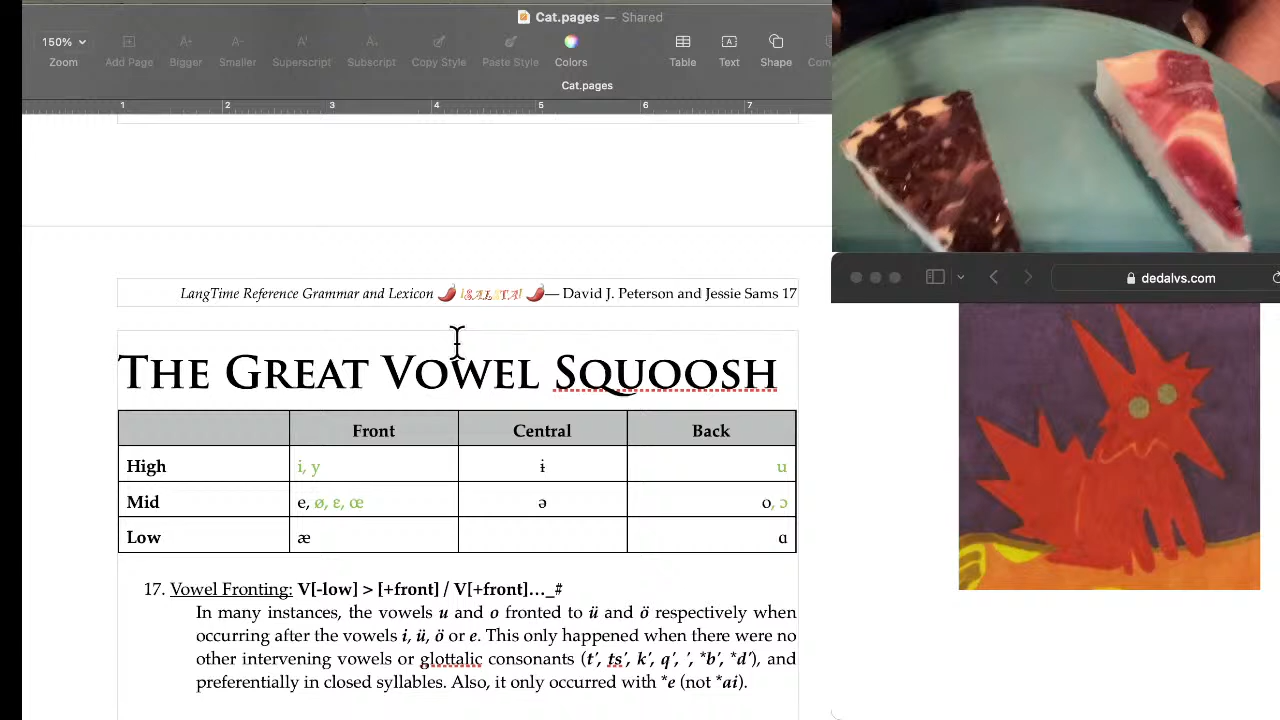 Cat.pages — Shared
150%
Zoom
Add Page
Bigger
Smaller
Superscript
Subscript
Copy Style
Paste Style
Colors
Table
Text
Shape
Cat.pages
1 2 3 4 5 6 7
dedalvs.com
LangTime Reference Grammar and Lexicon 🌶️ ¡SALSITA! 🌶️— David J. Peterson and Jessie Sams 17
THE GREAT VOWEL SQUOOSH
Front Central Back
High i, y ɨ u
Mid e, ø, ɛ, œ ə o, ɔ
Low æ ɑ
17. Vowel Fronting: V[-low] > [+front] / V[+front]…_#
In many instances, the vowels u and o fronted to ü and ö respectively when
occurring after the vowels i, ü, ö or e. This only happened when there were no
other intervening vowels or glottalic consonants (t’, ts’, k’, q’, ’, *b’, *d’), and
preferentially in closed syllables. Also, it only occurred with *e (not *ai).